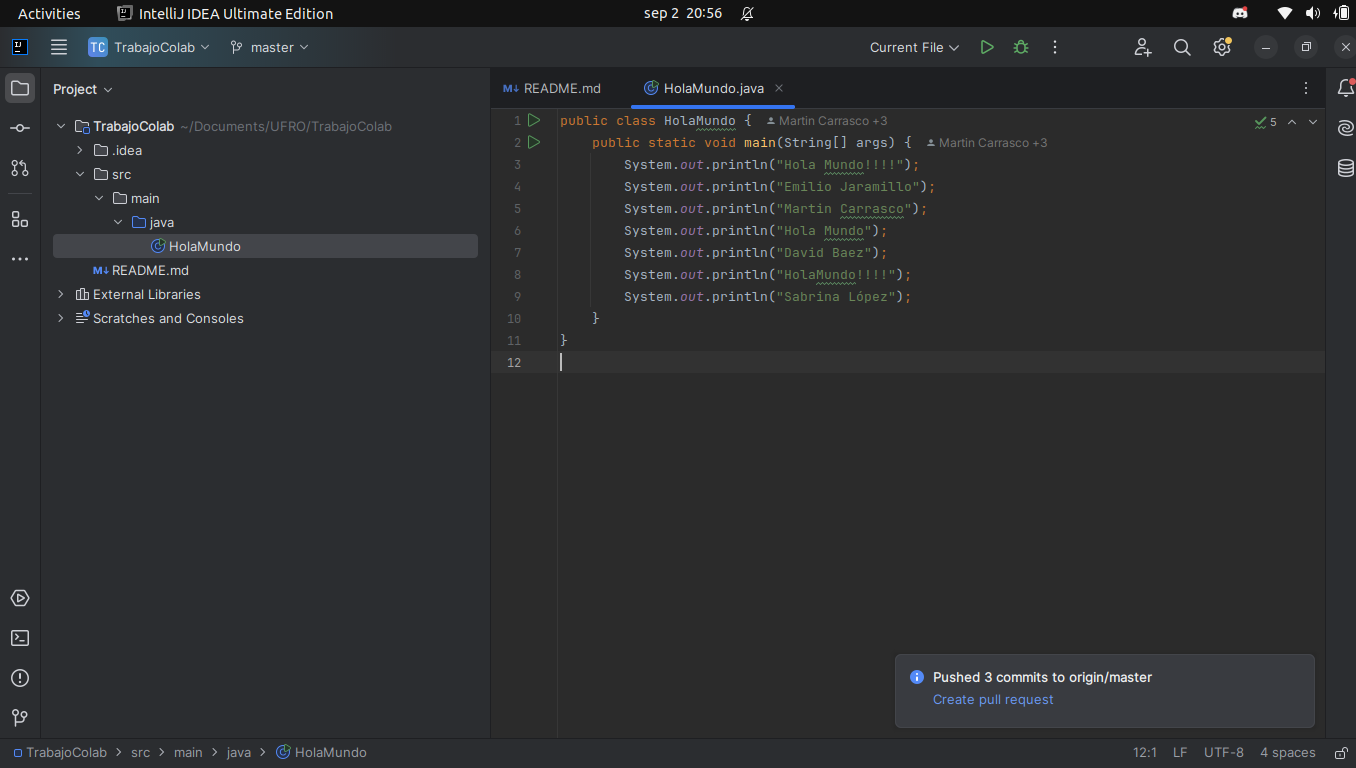 Activities IntelliJ IDEA Ultimate Edition sep 2 20:56
TC TrabajoColab master Current File
Project
README.md HolaMundo.java
TrabajoColab ~/Documents/UFRO/TrabajoColab
.idea
src
main
java
HolaMundo
README.md
External Libraries
Scratches and Consoles
1 public class HolaMundo { Martin Carrasco +3
2 public static void main(String[] args) { Martin Carrasco +3
3 System.out.println("Hola Mundo!!!!");
4 System.out.println("Emilio Jaramillo");
5 System.out.println("Martin Carrasco");
6 System.out.println("Hola Mundo");
7 System.out.println("David Baez");
8 System.out.println("HolaMundo!!!!");
9 System.out.println("Sabrina López");
10 }
11 }
12
5
Pushed 3 commits to origin/master
Create pull request
TrabajoColab > src > main > java > HolaMundo 12:1 LF UTF-8 4 spaces